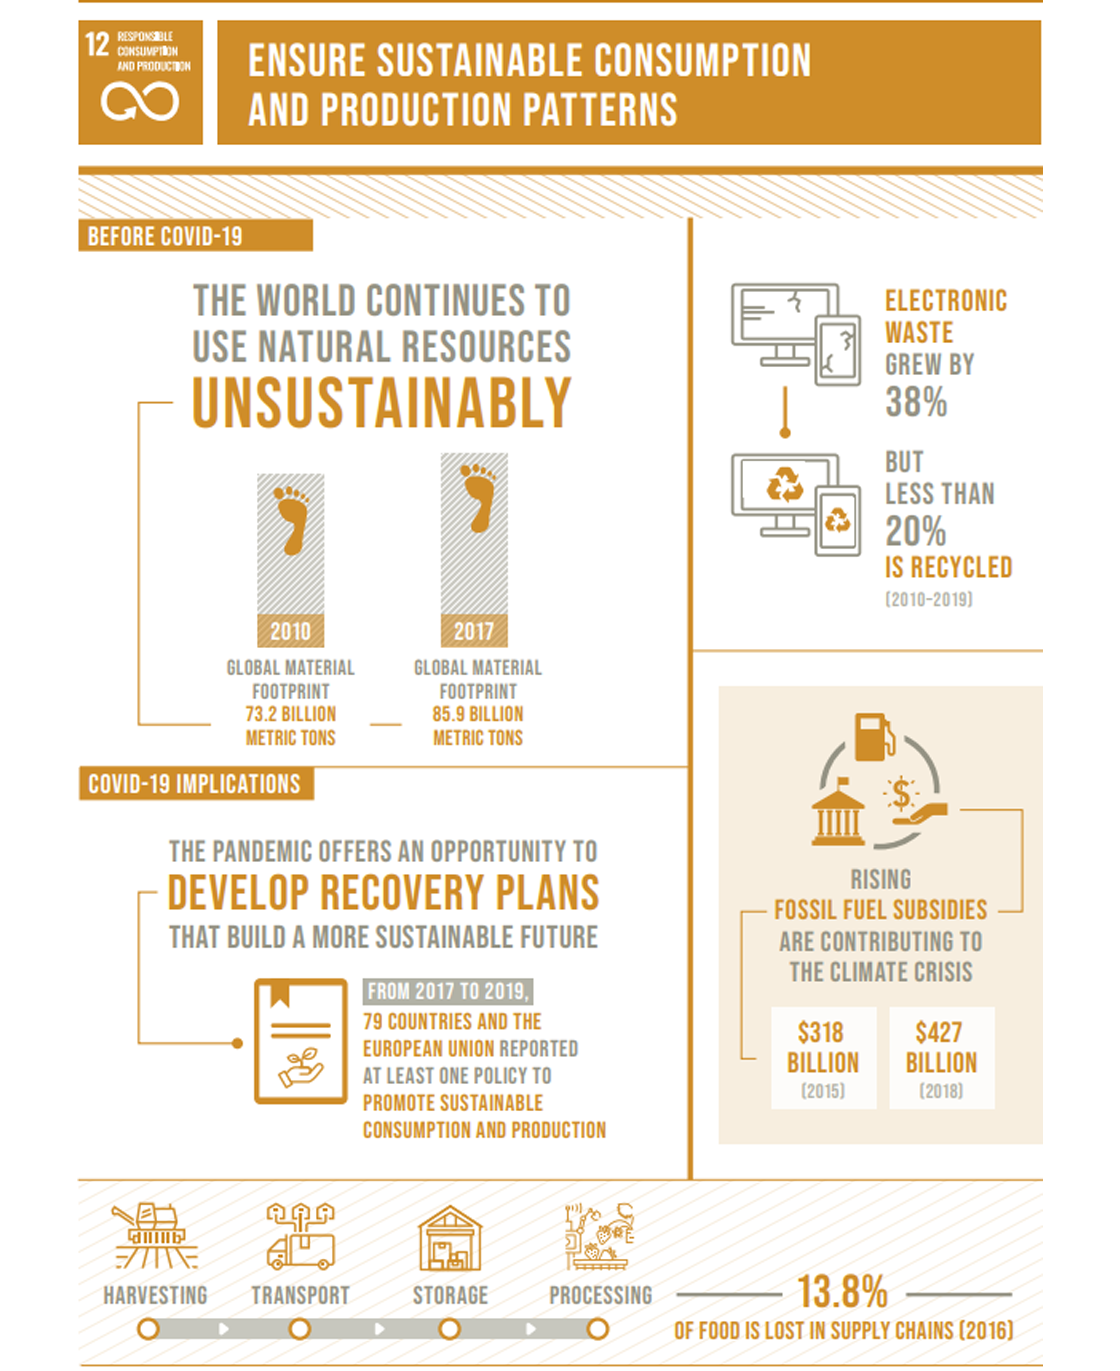 12 RESPONSIBLE
CONSUMPTION
AND PRODUCTION
ENSURE SUSTAINABLE CONSUMPTION
AND PRODUCTION PATTERNS
BEFORE COVID-19
THE WORLD CONTINUES TO
USE NATURAL RESOURCES
UNSUSTAINABLY
2010
GLOBAL MATERIAL
FOOTPRINT
73.2 BILLION
METRIC TONS
2017
GLOBAL MATERIAL
FOOTPRINT
85.9 BILLION
METRIC TONS
ELECTRONIC
WASTE
GREW BY
38%
BUT
LESS THAN
20%
IS RECYCLED
(2010-2019)
COVID-19 IMPLICATIONS
THE PANDEMIC OFFERS AN OPPORTUNITY TO
DEVELOP RECOVERY PLANS
THAT BUILD A MORE SUSTAINABLE FUTURE
FROM 2017 TO 2019,
79 COUNTRIES AND THE
EUROPEAN UNION REPORTED
AT LEAST ONE POLICY TO
PROMOTE SUSTAINABLE
CONSUMPTION AND PRODUCTION
$
RISING
FOSSIL FUEL SUBSIDIES
ARE CONTRIBUTING TO
THE CLIMATE CRISIS
$318
BILLION
(2015)
$427
BILLION
(2018)
HARVESTING
TRANSPORT
STORAGE
PROCESSING
13.8%
OF FOOD IS LOST IN SUPPLY CHAINS (2016)